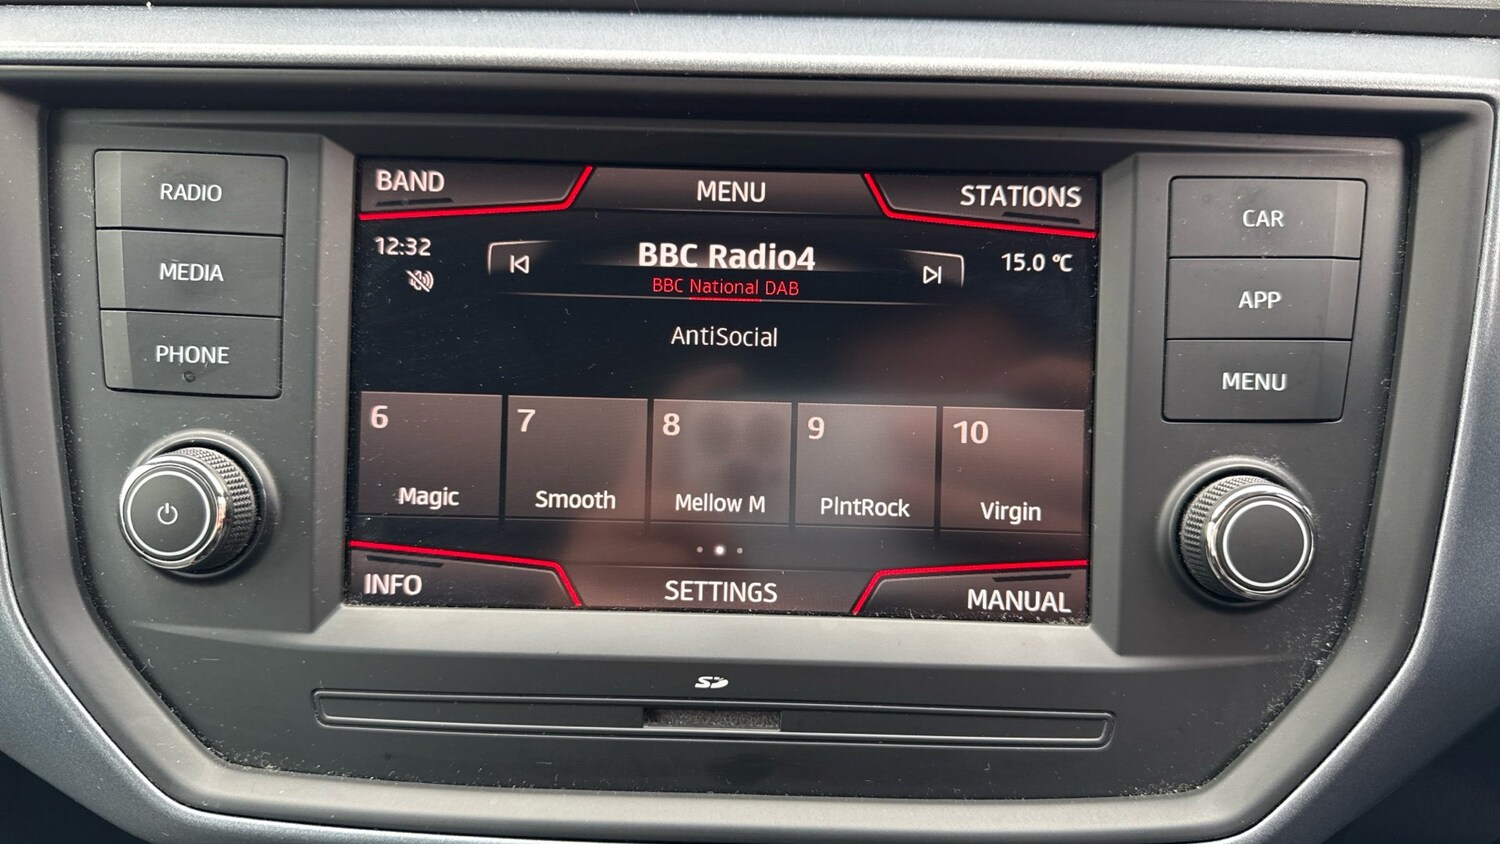 RADIO
MEDIA
PHONE
BAND
MENU
STATIONS
12:32
BBC Radio4
15.0 °C
BBC National DAB
AntiSocial
6
7
8
9
10
Magic
Smooth
Mellow M
PlntRock
Virgin
INFO
SETTINGS
MANUAL
CAR
APP
MENU
SD